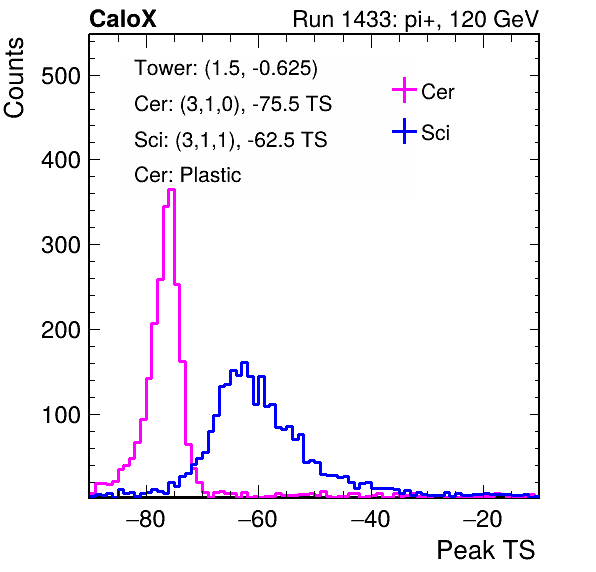 CaloX
Run 1433: pi+, 120 GeV
Counts
500
400
300
200
100
Tower: (1.5, -0.625)
Cer: (3,1,0), -75.5 TS
Sci: (3,1,1), -62.5 TS
Cer: Plastic
Cer
Sci
−80
−60
−40
−20
Peak TS